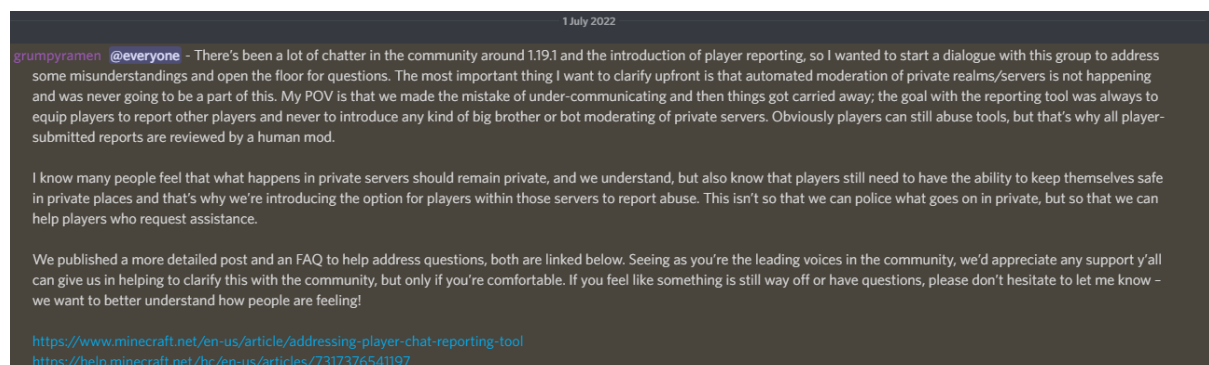 1 July 2022
grumpyramen @everyone - There's been a lot of chatter in the community around 1.19.1 and the introduction of player reporting, so I wanted to start a dialogue with this group to address
some misunderstandings and open the floor for questions. The most important thing I want to clarify upfront is that automated moderation of private realms/servers is not happening
and was never going to be a part of this. My POV is that we made the mistake of under-communicating and then things got carried away; the goal with the reporting tool was always to
equip players to report other players and never to introduce any kind of big brother or bot moderating of private servers. Obviously players can still abuse tools, but that's why all player-
submitted reports are reviewed by a human mod.
I know many people feel that what happens in private servers should remain private, and we understand, but also know that players still need to have the ability to keep themselves safe
in private places and that's why we're introducing the option for players within those servers to report abuse. This isn't so that we can police what goes on in private, but so that we can
help players who request assistance.
We published a more detailed post and an FAQ to help address questions, both are linked below. Seeing as you're the leading voices in the community, we'd appreciate any support y'all
can give us in helping to clarify this with the community, but only if you're comfortable. If you feel like something is still way off or have questions, please don't hesitate to let me know –
we want to better understand how people are feeling!
https://www.minecraft.net/en-us/article/addressing-player-chat-reporting-tool
https://help.minecraft.net/hc/en-us/articles/7317376541197